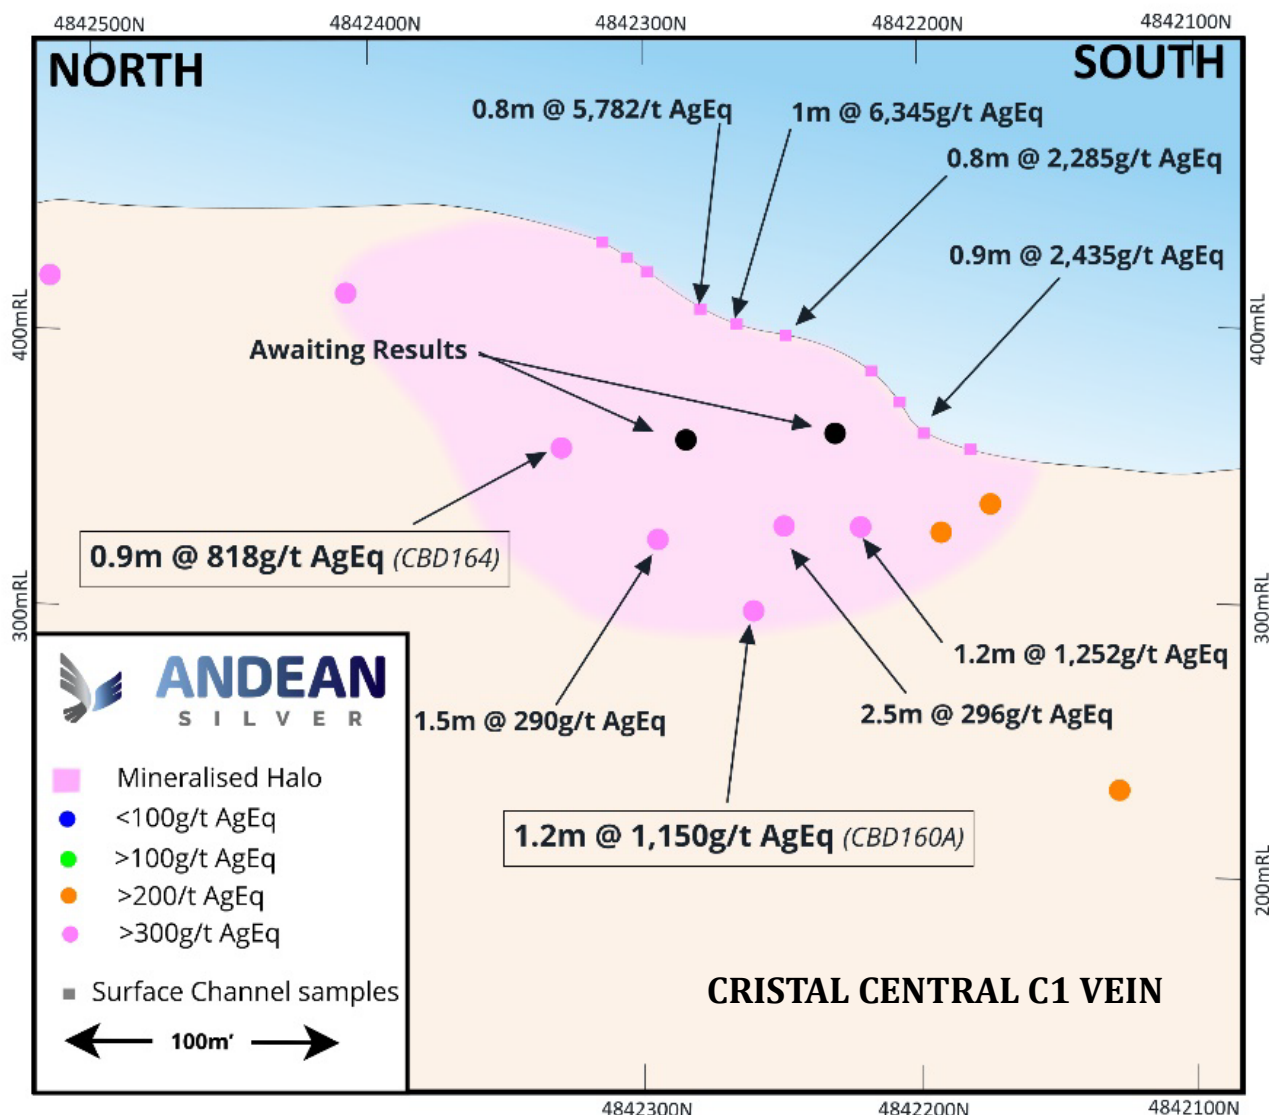 4842500N 4842400N 4842300N 4842200N 4842100N
NORTH SOUTH
0.8m @ 5,782/t AgEq
1m @ 6,345g/t AgEq
0.8m @ 2,285g/t AgEq
0.9m @ 2,435g/t AgEq
400mRL 400mRL
Awaiting Results
0.9m @ 818g/t AgEq (CBD164)
300mRL 300mRL
1.2m @ 1,252g/t AgEq
2.5m @ 296g/t AgEq
1.5m @ 290g/t AgEq
1.2m @ 1,150g/t AgEq (CBD160A)
200mRL
ANDEAN
SILVER
Mineralised Halo
<100g/t AgEq
>100g/t AgEq
>200/t AgEq
>300g/t AgEq
Surface Channel samples
100m'
CRISTAL CENTRAL C1 VEIN
4842300N 4842200N 4842100N